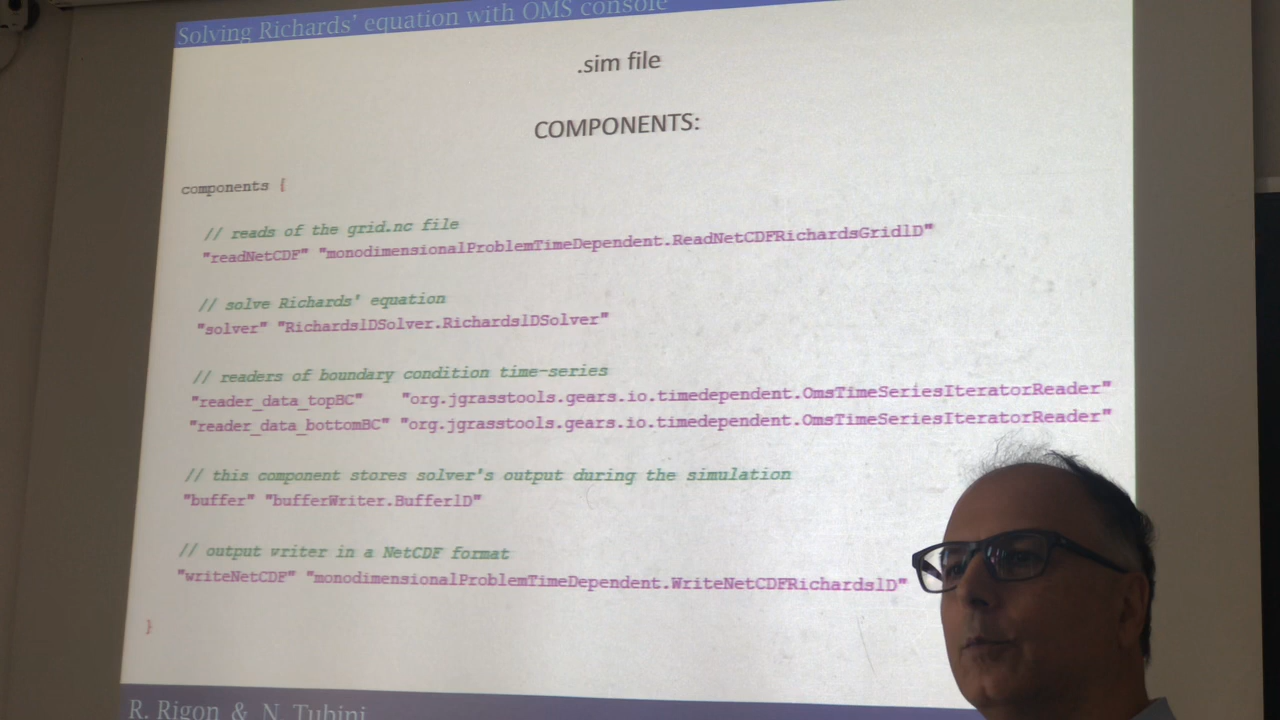 Solving Richards' equation with OMS console
.sim file
COMPONENTS:
components {
// reads of the grid.nc file
"readNetCDF" "monodimensionalProblemTimeDependent.ReadNetCDFRichardsGrid1D"
// solve Richards' equation
"solver" "Richards1DSolver.Richards1DSolver"
// readers of boundary condition time-series
"reader_data_topBC" "org.jgrasstools.gears.io.timedependent.OmsTimeSeriesIteratorReader"
"reader_data_bottomBC" "org.jgrasstools.gears.io.timedependent.OmsTimeSeriesIteratorReader"
// this component stores solver's output during the simulation
"buffer" "bufferWriter.Buffer1D"
// output writer in a NetCDF format
"writeNetCDF" "monodimensionalProblemTimeDependent.WriteNetCDFRichards1D"
}
R. Rigon & N. Tubini